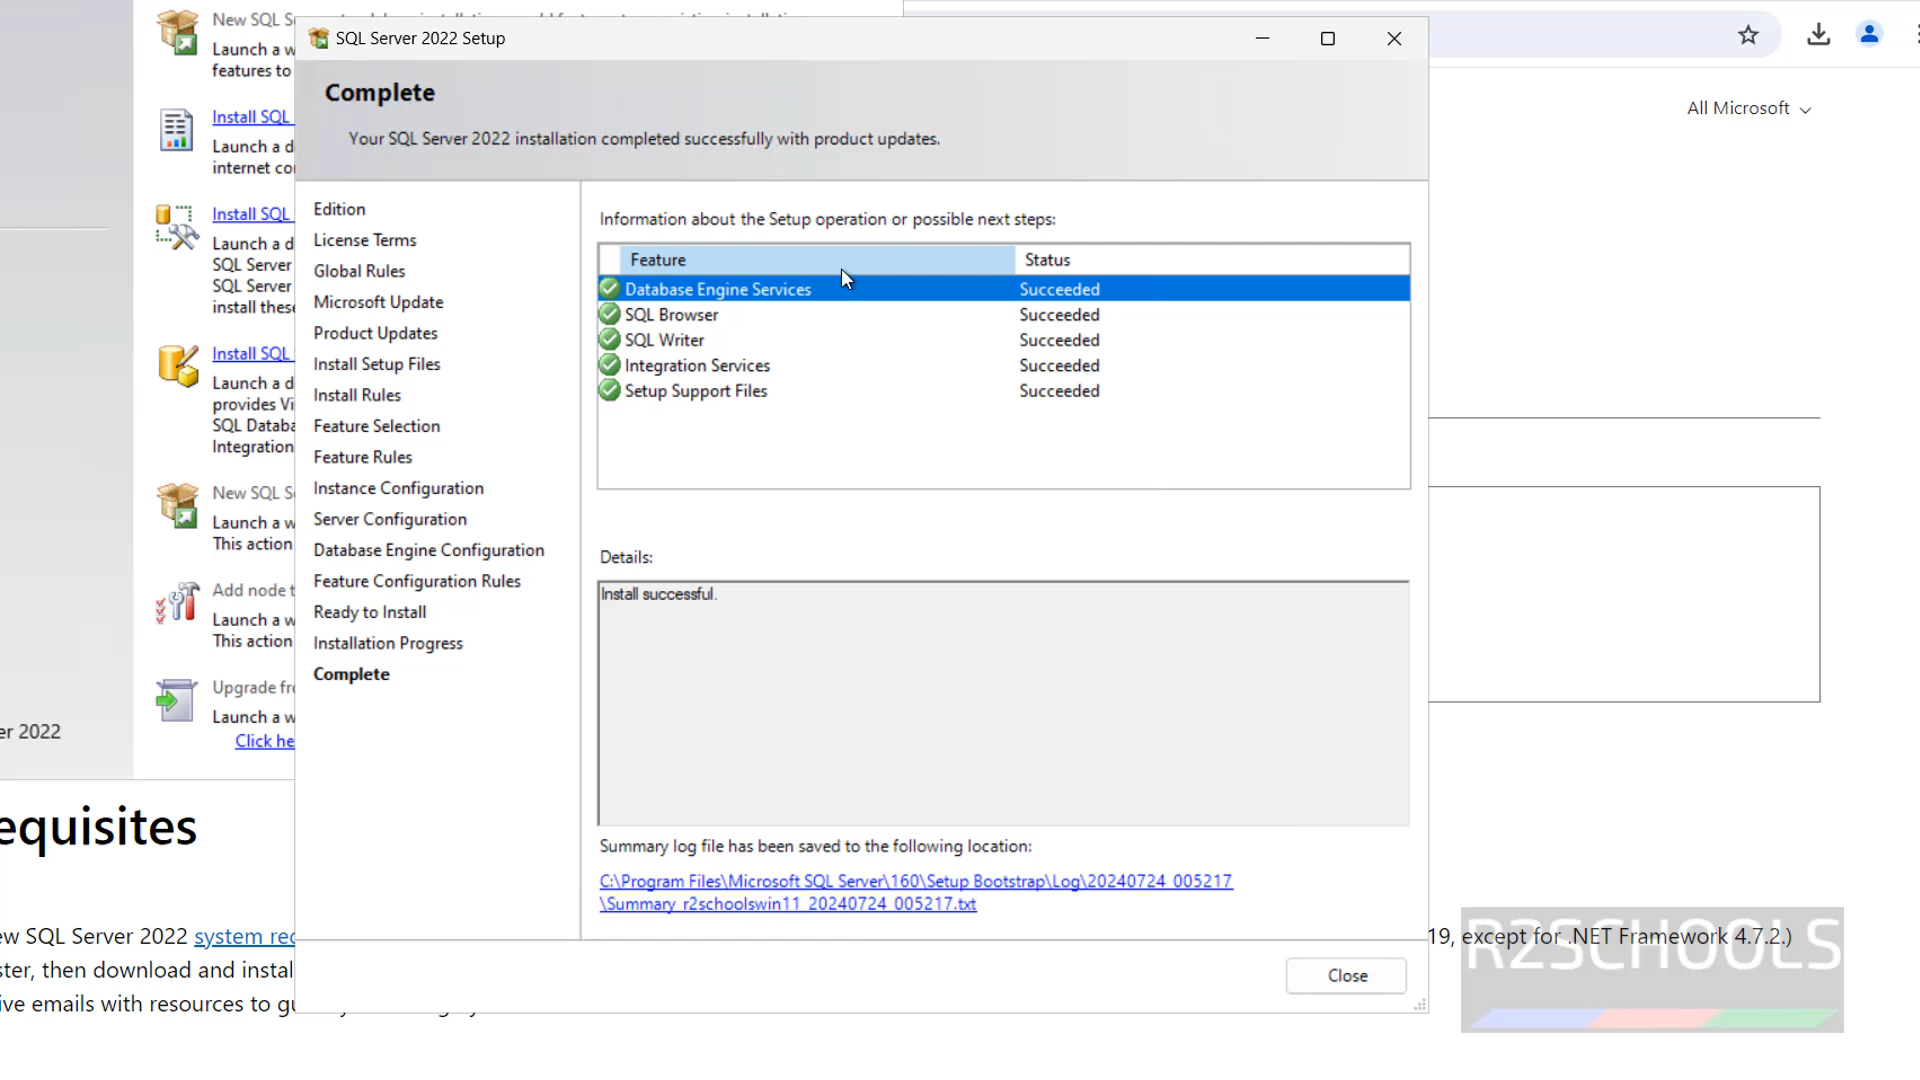 New SQL S
Launch a w
features to
Install SQL
Launch a d
internet co
Install SQL
Launch a d
SQL Server
SQL Server
install these
Install SQL
Launch a d
provides Vi
SQL Databa
Integration
New SQL S
Launch a w
This action
Add node t
Launch a w
This action
Upgrade fr
Launch a w
Click he
er 2022
SQL Server 2022 Setup
Complete
Your SQL Server 2022 installation completed successfully with product updates.
Edition
License Terms
Global Rules
Microsoft Update
Product Updates
Install Setup Files
Install Rules
Feature Selection
Feature Rules
Instance Configuration
Server Configuration
Database Engine Configuration
Feature Configuration Rules
Ready to Install
Installation Progress
Complete
Information about the Setup operation or possible next steps:
Feature Status
Database Engine Services Succeeded
SQL Browser Succeeded
SQL Writer Succeeded
Integration Services Succeeded
Setup Support Files Succeeded
Details:
Install successful.
Summary log file has been saved to the following location:
C:\Program Files\Microsoft SQL Server\160\Setup Bootstrap\Log\20240724_005217
\Summary_r2schoolswin11_20240724_005217.txt
Close
All Microsoft
equisites
ew SQL Server 2022 system rec
19, except for .NET Framework 4.7.2.)
ster, then download and instal
ive emails with resources to gu
R2SCHOOLS